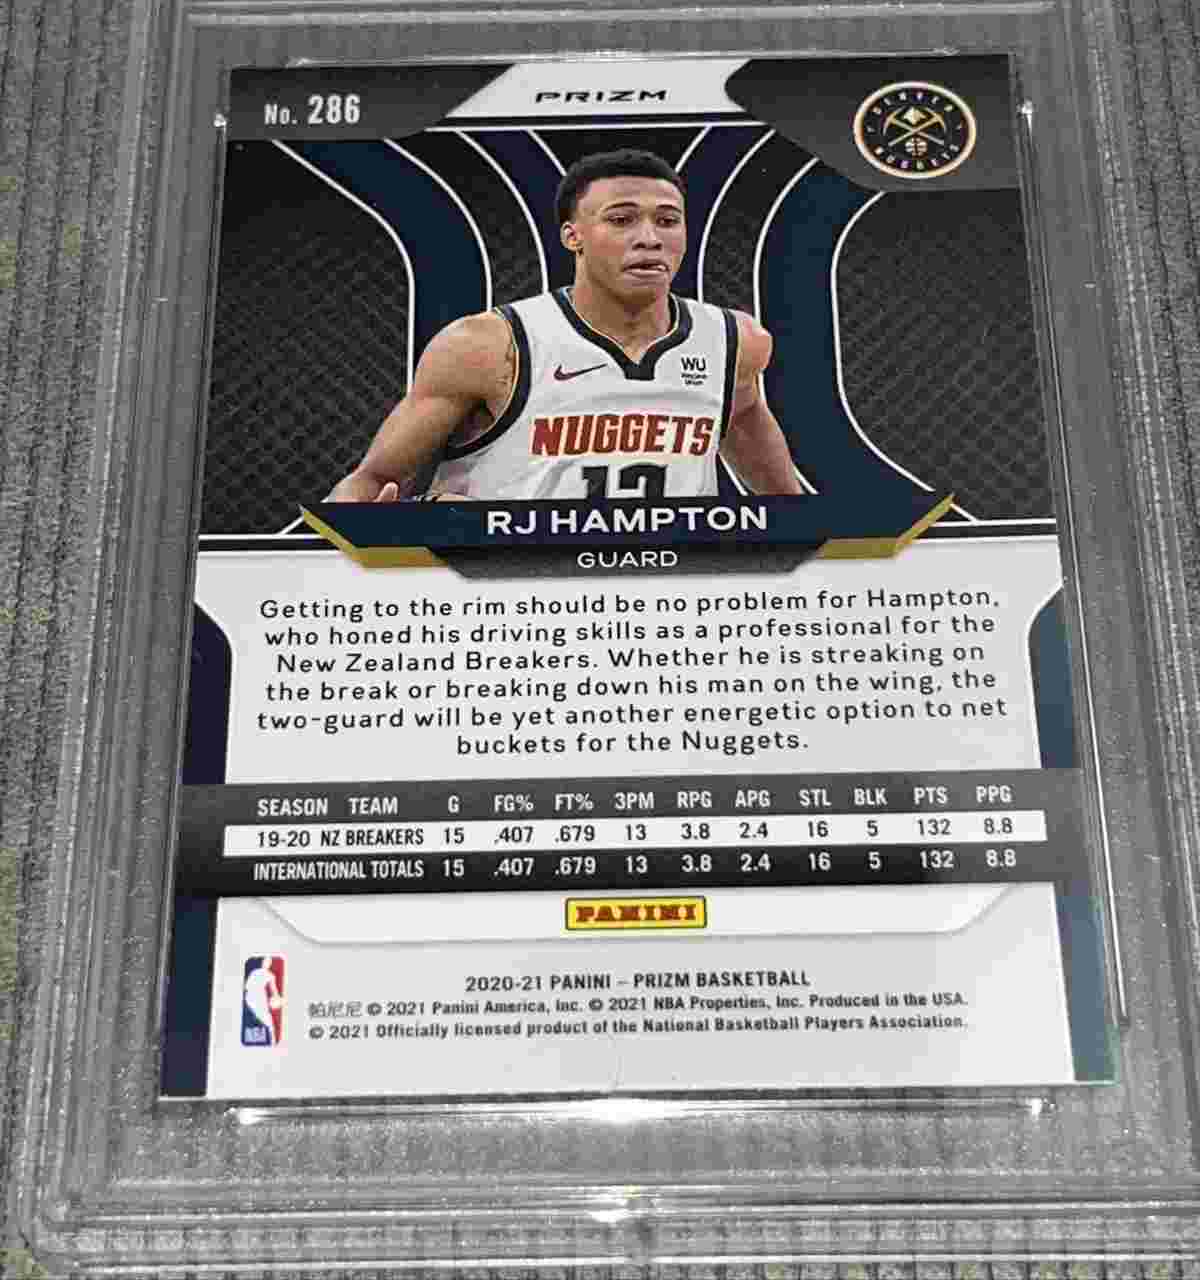 No. 286
PRIZM
DENVER
NUGGETS
WU
Western
Union
NUGGETS
RJ HAMPTON
GUARD
Getting to the rim should be no problem for Hampton,
who honed his driving skills as a professional for the
New Zealand Breakers. Whether he is streaking on
the break or breaking down his man on the wing, the
two-guard will be yet another energetic option to net
buckets for the Nuggets.
SEASON TEAM G FG% FT% 3PM RPG APG STL BLK PTS PPG
19-20 NZ BREAKERS 15 .407 .679 13 3.8 2.4 16 5 132 8.8
INTERNATIONAL TOTALS 15 .407 .679 13 3.8 2.4 16 5 132 8.8
PANINI
NBA
2020-21 PANINI – PRIZM BASKETBALL
帕尼尼 © 2021 Panini America, Inc. © 2021 NBA Properties, Inc. Produced in the USA.
© 2021 Officially licensed product of the National Basketball Players Association.